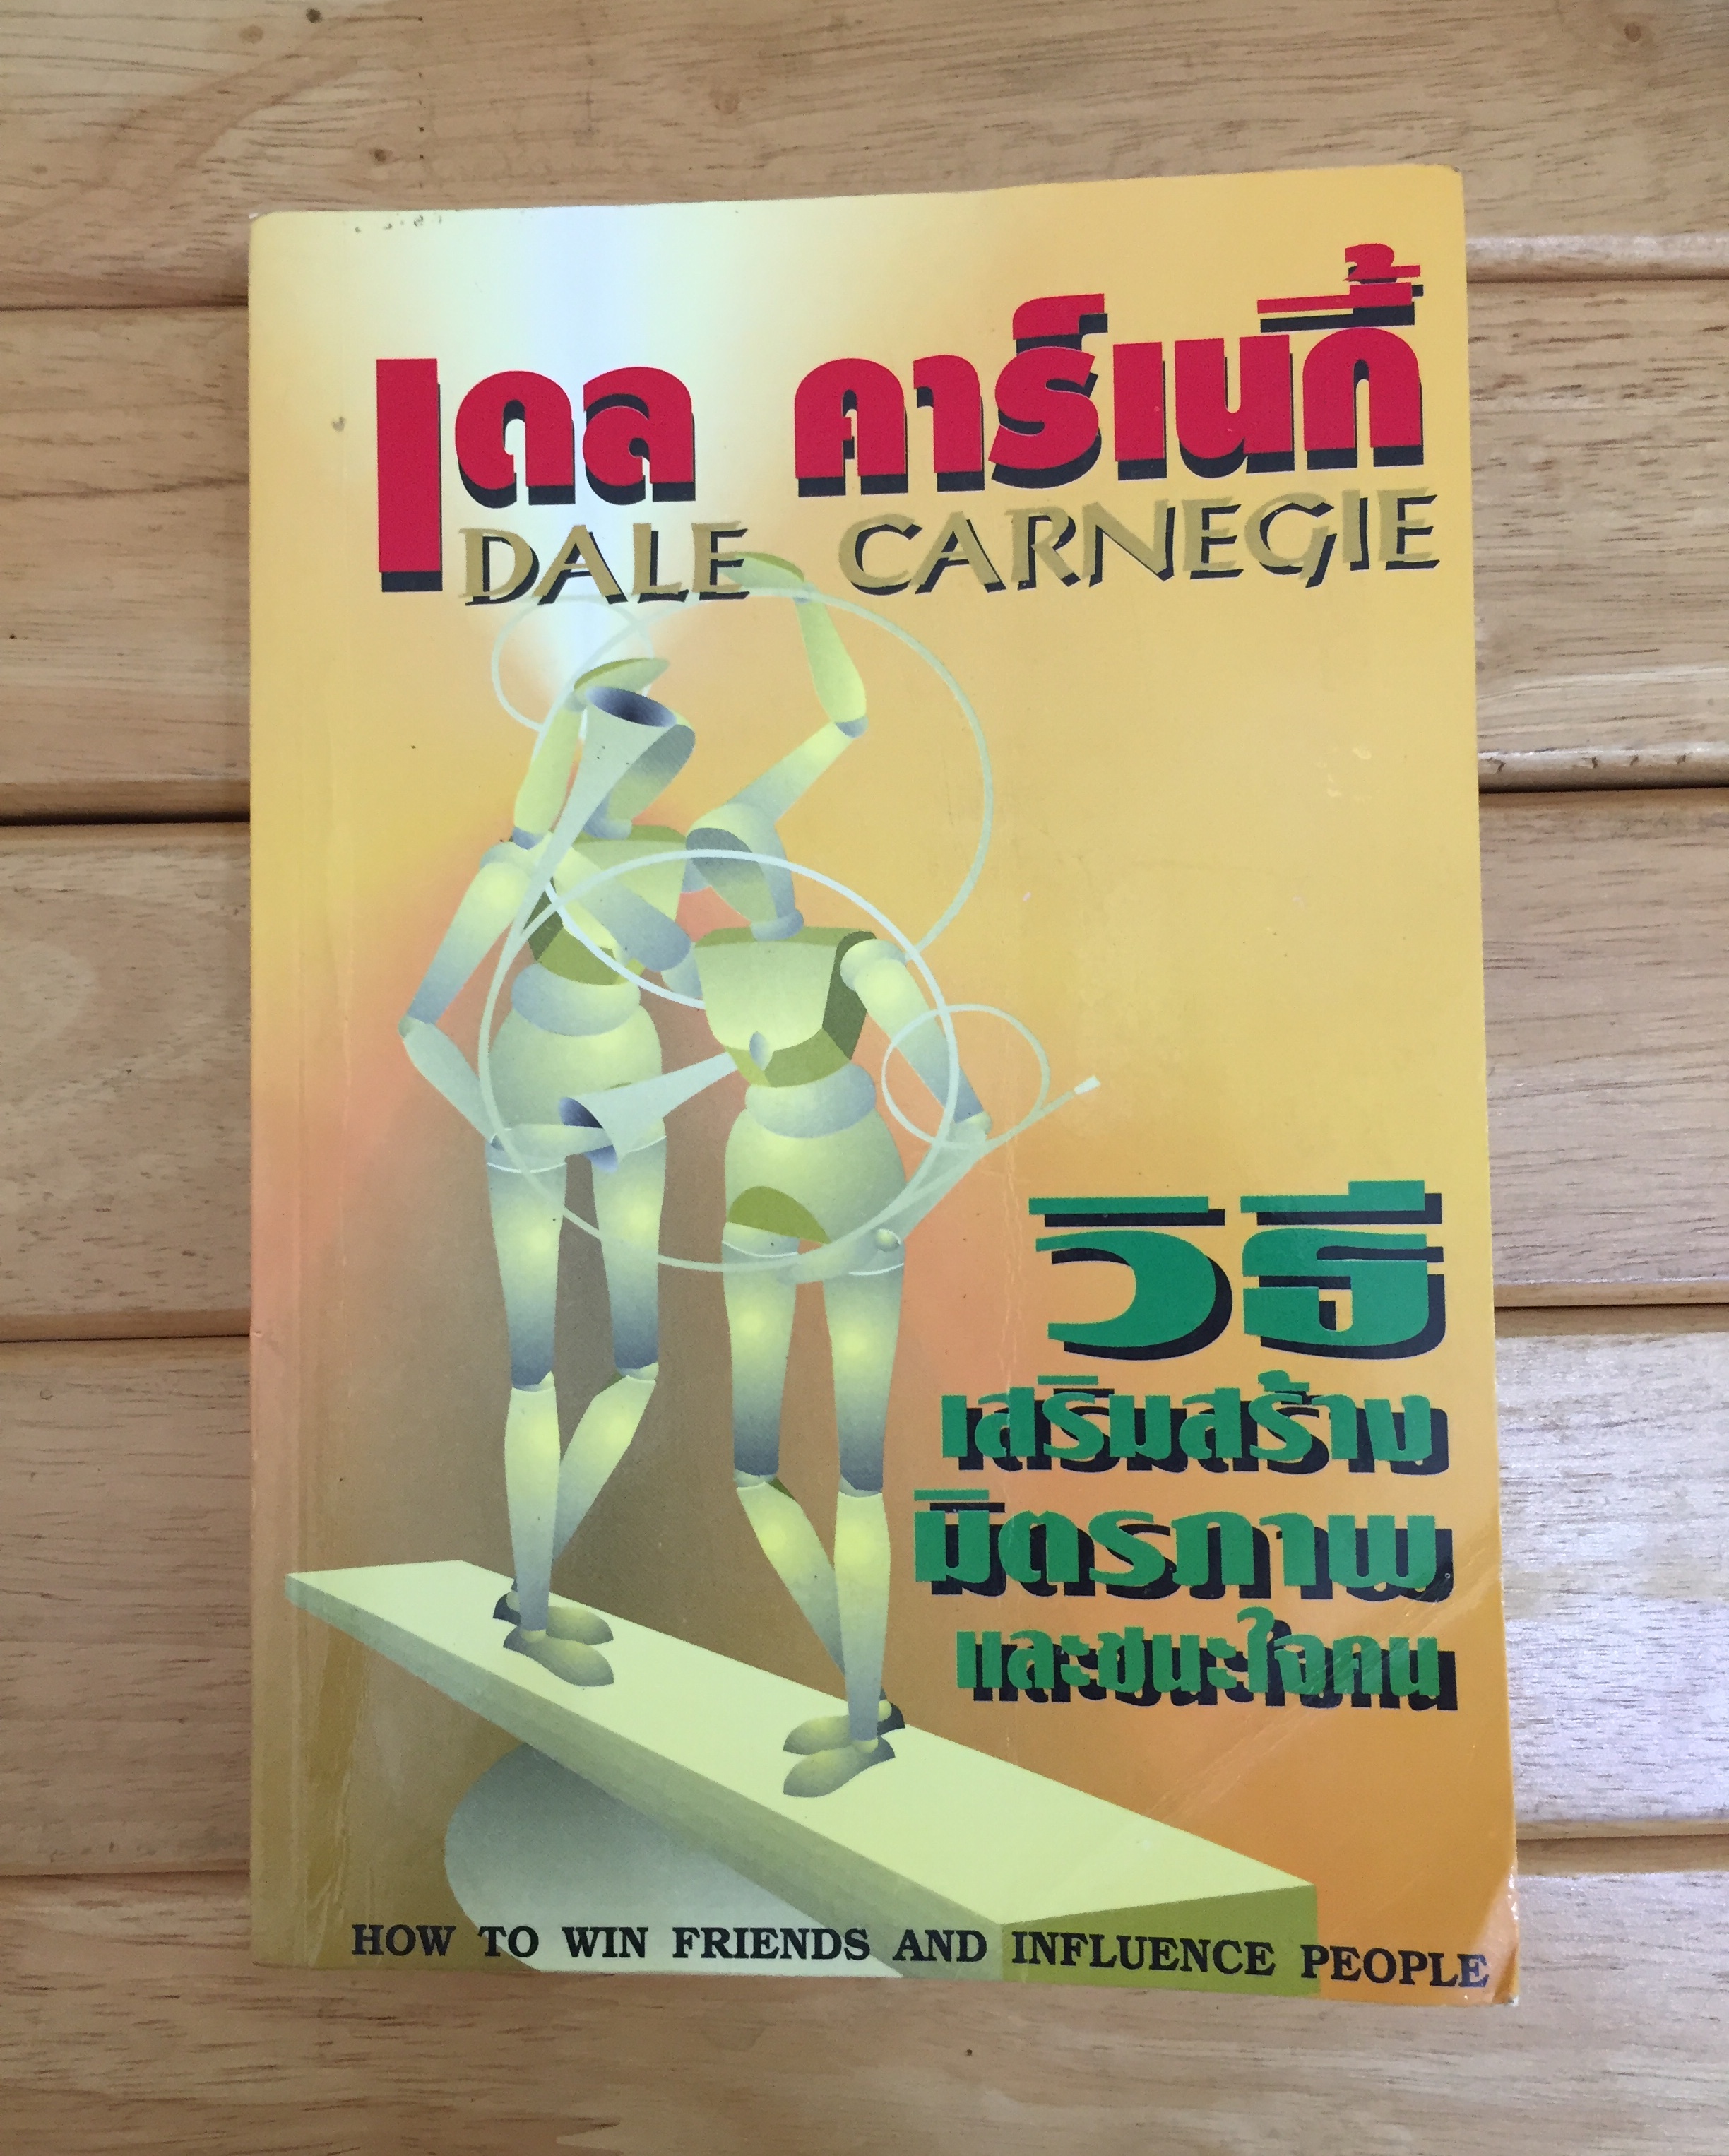 เดล คาร์เนกี้
DALE CARNEGIE
วิธี
เสริมสร้าง
มิตรภาพ
และชนะใจคน
HOW TO WIN FRIENDS AND INFLUENCE PEOPLE